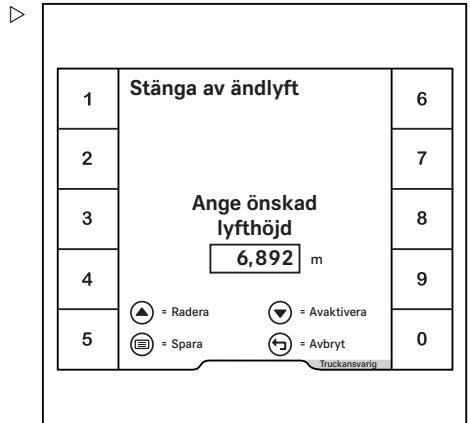 Stänga av ändlyft
1
2
3
4
5
Ange önskad
lyfthöjd
6,892 m
= Radera
= Avaktivera
= Spara
= Avbryt
Truckansvarig
6
7
8
9
0